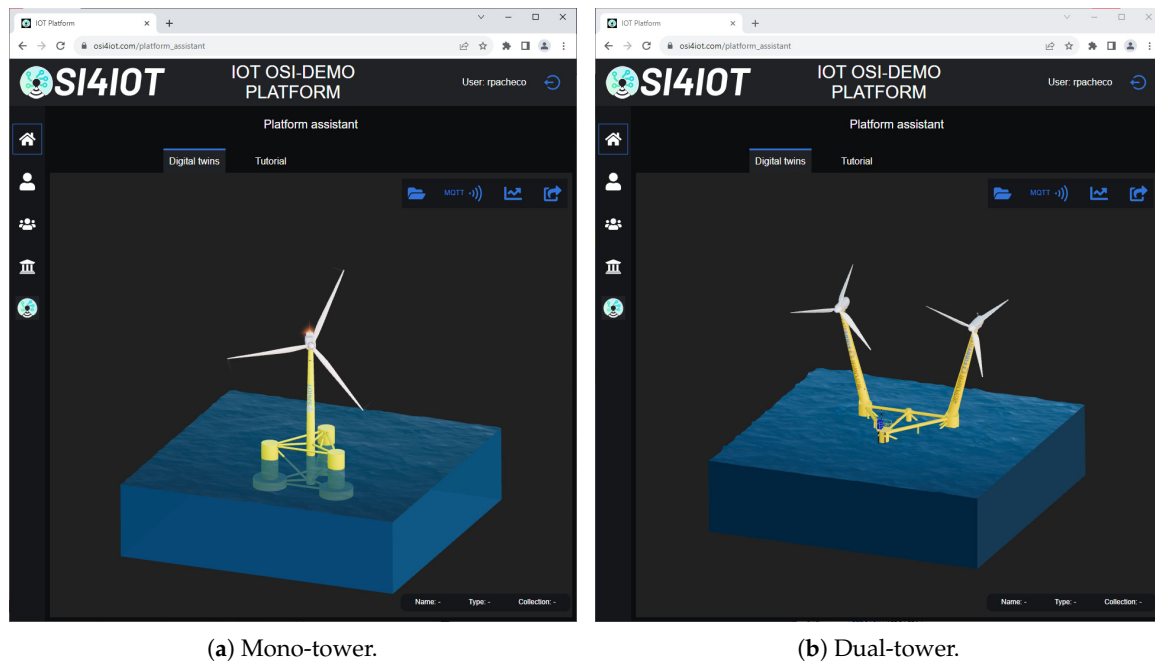 IOT Platform
osi4iot.com/platform_assistant
SI4IOT
IOT OSI-DEMO
PLATFORM
User: rpacheco
Platform assistant
Digital twins
Tutorial
MQTT
Name: -
Type: -
Collection: -
(a) Mono-tower.
IOT Platform
osi4iot.com/platform_assistant
SI4IOT
IOT OSI-DEMO
PLATFORM
User: rpacheco
Platform assistant
Digital twins
Tutorial
MQTT
Name: -
Type: -
Collection: -
(b) Dual-tower.